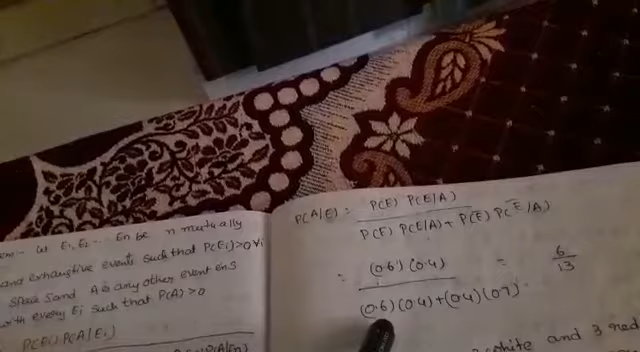 Let E1, E2 ... En be n mutually
and exhaustive events such that P(Ei)>0 ∀i
space S and A is any other event ens
with every Ei such that P(A)>0
P(Ei) P(A/Ei)
P(A/E) = P(E) P(E/A)
P(E) P(E/A) + P(E̅) P(E̅/A)
= (0.6) (0.4) = 6
(0.6) (0.4) + (0.4) (0.7) 13
white and 3 red